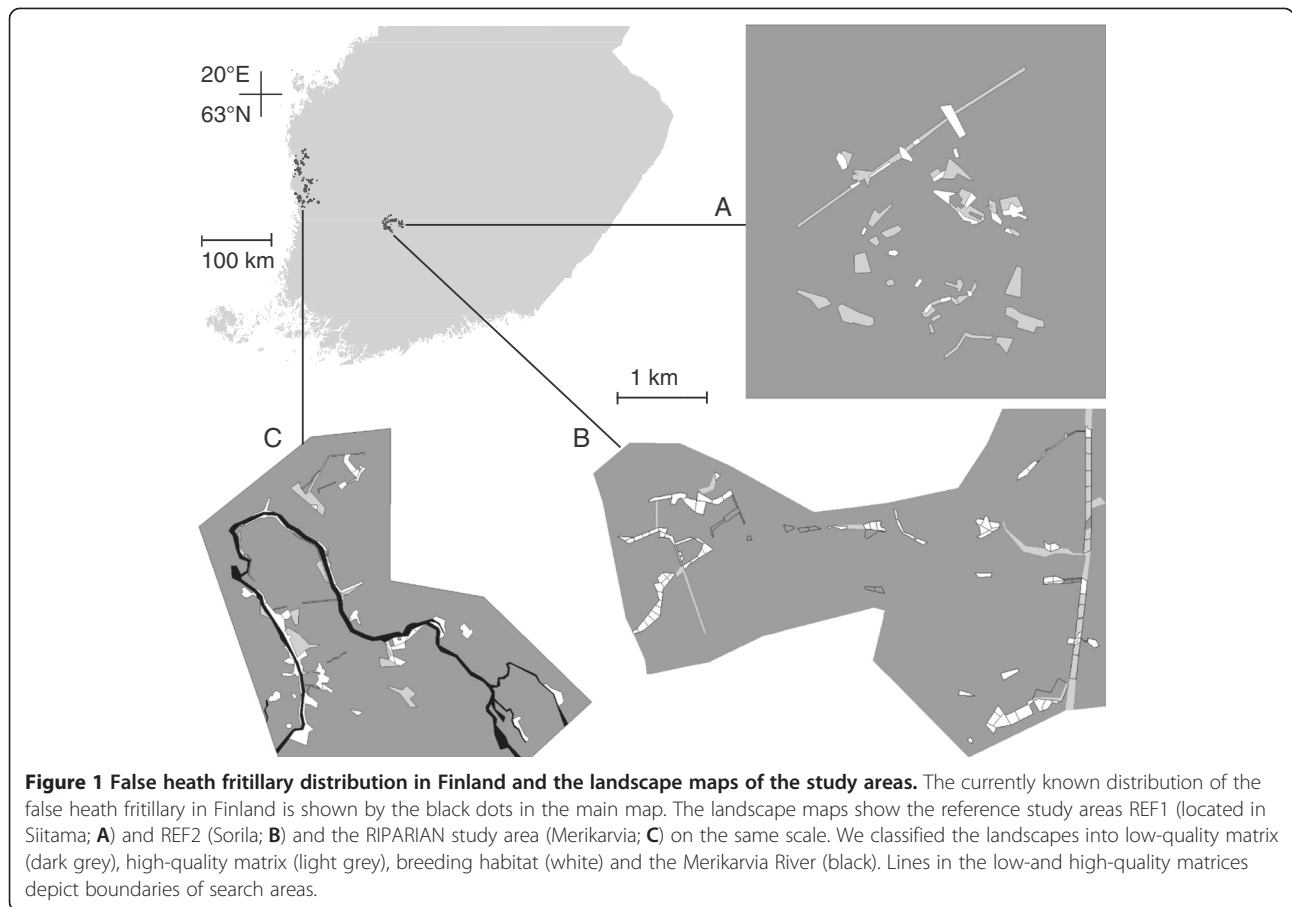 20°E
63°N
100 km
A
1 km
C
B
Figure 1 False heath fritillary distribution in Finland and the landscape maps of the study areas. The currently known distribution of the
false heath fritillary in Finland is shown by the black dots in the main map. The landscape maps show the reference study areas REF1 (located in
Siitama; A) and REF2 (Sorila; B) and the RIPARIAN study area (Merikarvia; C) on the same scale. We classified the landscapes into low-quality matrix
(dark grey), high-quality matrix (light grey), breeding habitat (white) and the Merikarvia River (black). Lines in the low-and high-quality matrices
depict boundaries of search areas.